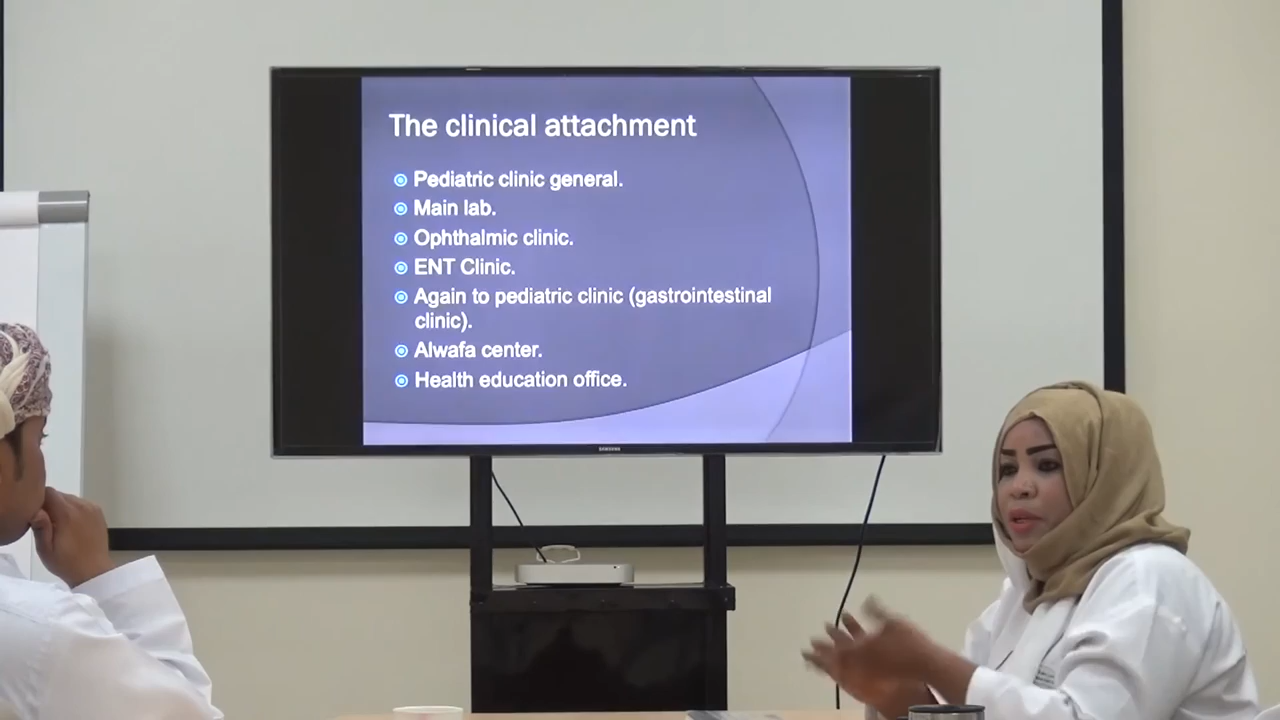 The clinical attachment
Pediatric clinic general.
Main lab.
Ophthalmic clinic.
ENT Clinic.
Again to pediatric clinic (gastrointestinal
clinic).
Alwafa center.
Health education office.
SAMSUNG